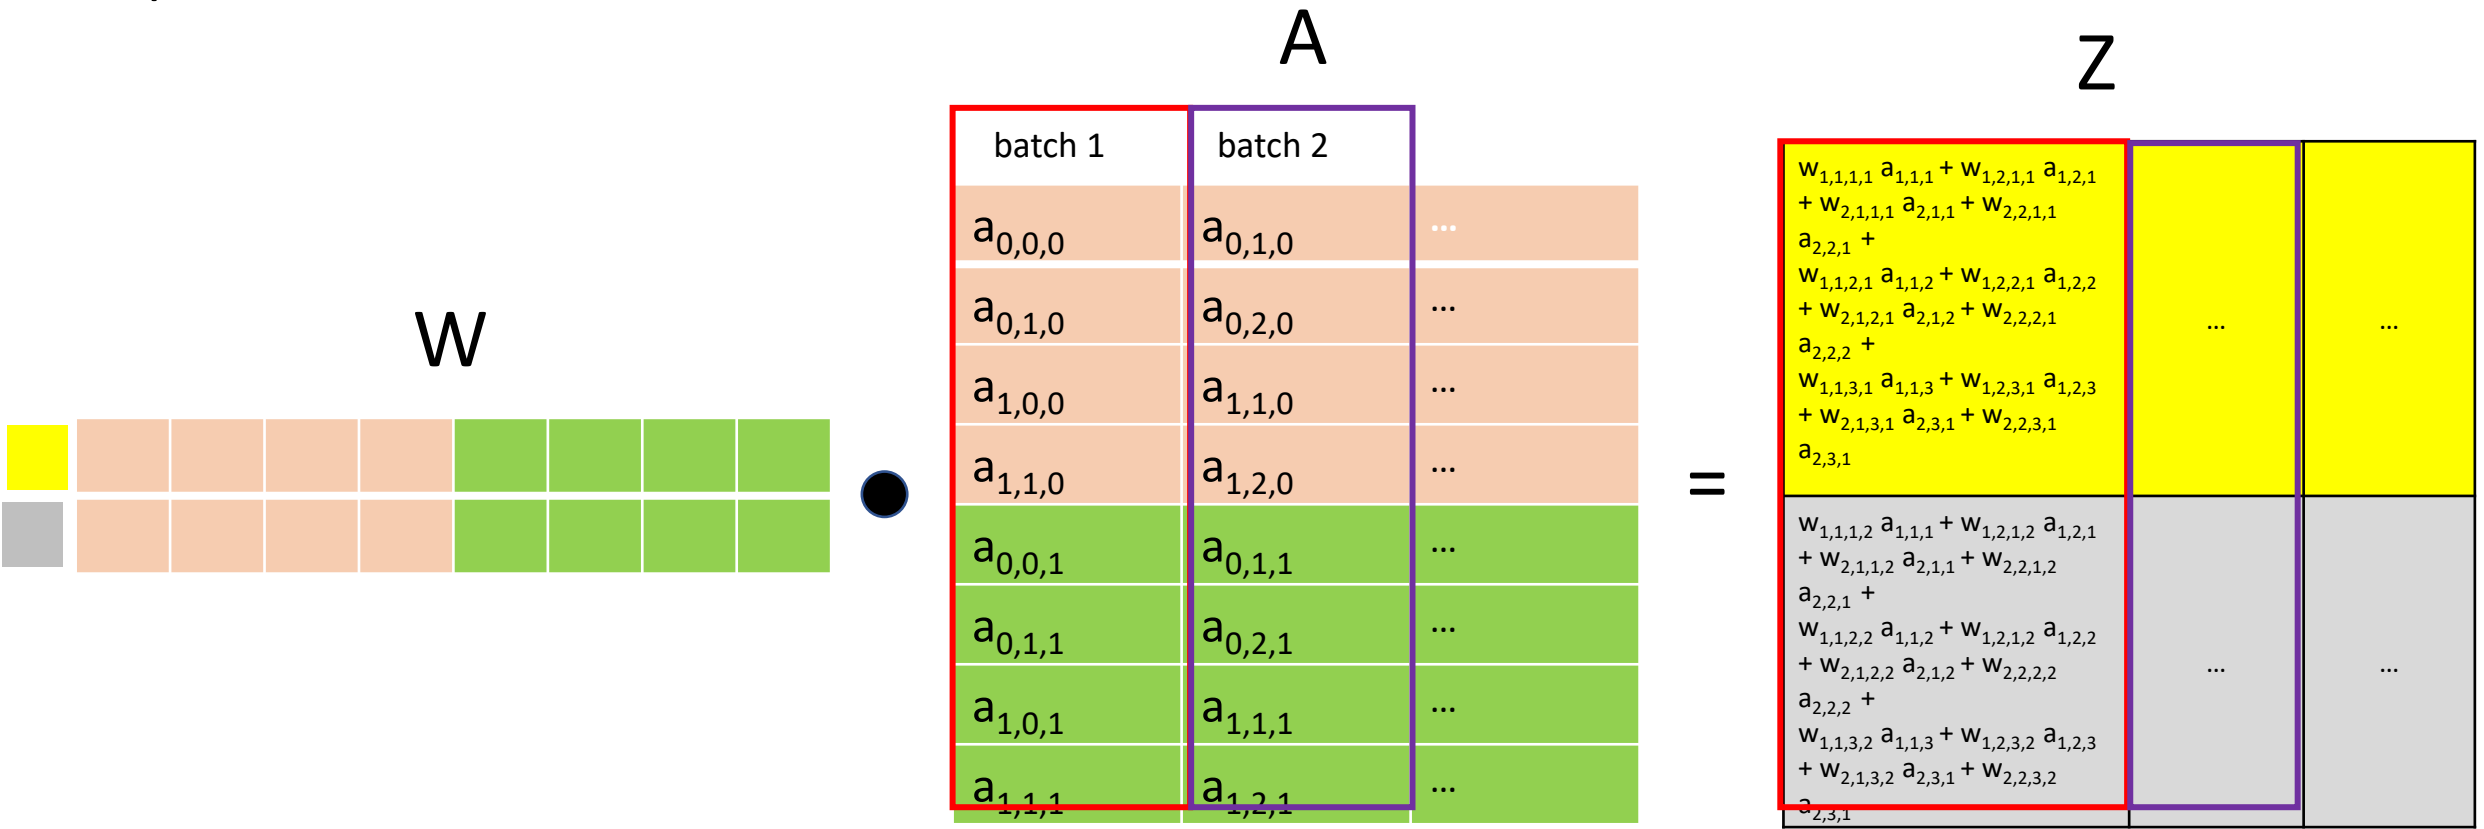 W
A
batch 1 batch 2
a0,0,0 a0,1,0 ...
a0,1,0 a0,2,0 ...
a1,0,0 a1,1,0 ...
a1,1,0 a1,2,0 ...
a0,0,1 a0,1,1 ...
a0,1,1 a0,2,1 ...
a1,0,1 a1,1,1 ...
a1,1,1 a1,2,1 ...
=
Z
w1,1,1,1 a1,1,1 + w1,2,1,1 a1,2,1
+ w2,1,1,1 a2,1,1 + w2,2,1,1
a2,2,1 +
w1,1,2,1 a1,1,2 + w1,2,2,1 a1,2,2
+ w2,1,2,1 a2,1,2 + w2,2,2,1
a2,2,2 +
w1,1,3,1 a1,1,3 + w1,2,3,1 a1,2,3
+ w2,1,3,1 a2,3,1 + w2,2,3,1
a2,3,1
... ...
w1,1,1,2 a1,1,1 + w1,2,1,2 a1,2,1
+ w2,1,1,2 a2,1,1 + w2,2,1,2
a2,2,1 +
w1,1,2,2 a1,1,2 + w1,2,1,2 a1,2,2
+ w2,1,2,2 a2,1,2 + w2,2,2,2
a2,2,2 +
w1,1,3,2 a1,1,3 + w1,2,3,2 a1,2,3
+ w2,1,3,2 a2,3,1 + w2,2,3,2
a2,3,1
... ...